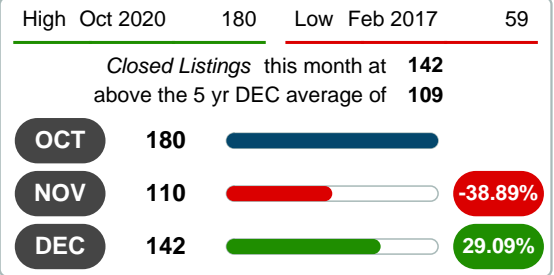 High Oct 2020 180 Low Feb 2017 59
Closed Listings this month at 142
above the 5 yr DEC average of 109
OCT 180
NOV 110 -38.89%
DEC 142 29.09%